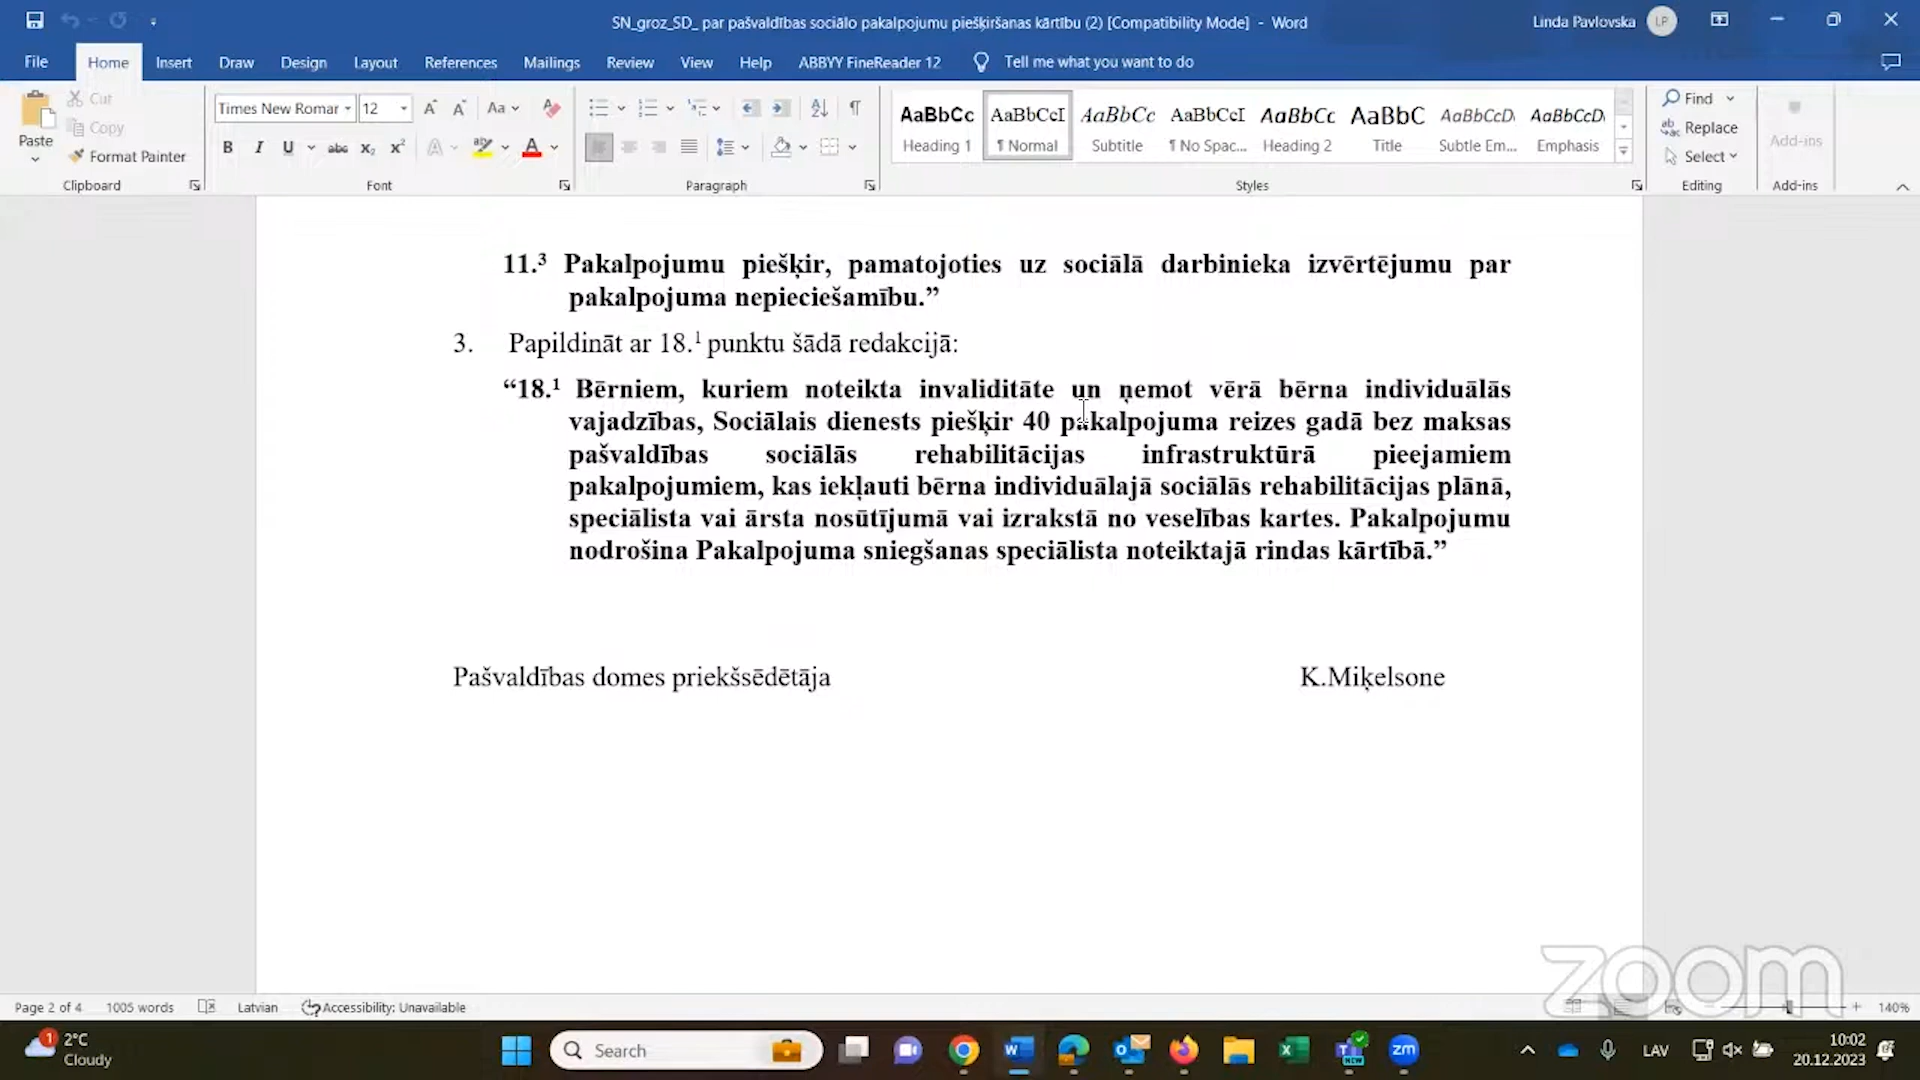 SN_groz_SD_ par pašvaldības sociālo pakalpojumu piešķiršanas kārtību (2) [Compatibility Mode] - Word
Linda Pavlovska LP
File Home Insert Draw Design Layout References Mailings Review View Help ABBYY FineReader 12 Tell me what you want to do
Paste
Cut
Copy
Format Painter
Clipboard
Times New Romar 12
Font
Paragraph
AaBbCc AaBbCcI AaBbCc AaBbCcI AaBbCc AaBbC AaBbCcD AaBbCcD
Heading 1 ¶ Normal Subtitle ¶ No Spac... Heading 2 Title Subtle Em... Emphasis
Styles
Find
Replace
Select
Editing
Add-ins
Add-ins
11.³ Pakalpojumu piešķir, pamatojoties uz sociālā darbinieka izvērtējumu par
pakalpojuma nepieciešamību.”
3. Papildināt ar 18.¹ punktu šādā redakcijā:
“18.¹ Bērniem, kuriem noteikta invaliditāte un ņemot vērā bērna individuālās
vajadzības, Sociālais dienests piešķir 40 pakalpojuma reizes gadā bez maksas
pašvaldības sociālās rehabilitācijas infrastruktūrā pieejamiem
pakalpojumiem, kas iekļauti bērna individuālajā sociālās rehabilitācijas plānā,
speciālista vai ārsta nosūtījumā vai izrakstā no veselības kartes. Pakalpojumu
nodrošina Pakalpojuma sniegšanas speciālista noteiktajā rindas kārtībā.”
Pašvaldības domes priekšsēdētāja K.Miķelsone
zoom
Page 2 of 4 1005 words Latvian Accessibility: Unavailable 140%
1 2°C
Cloudy
Search
NEW
zm
LAV
10:02
20.12.2023